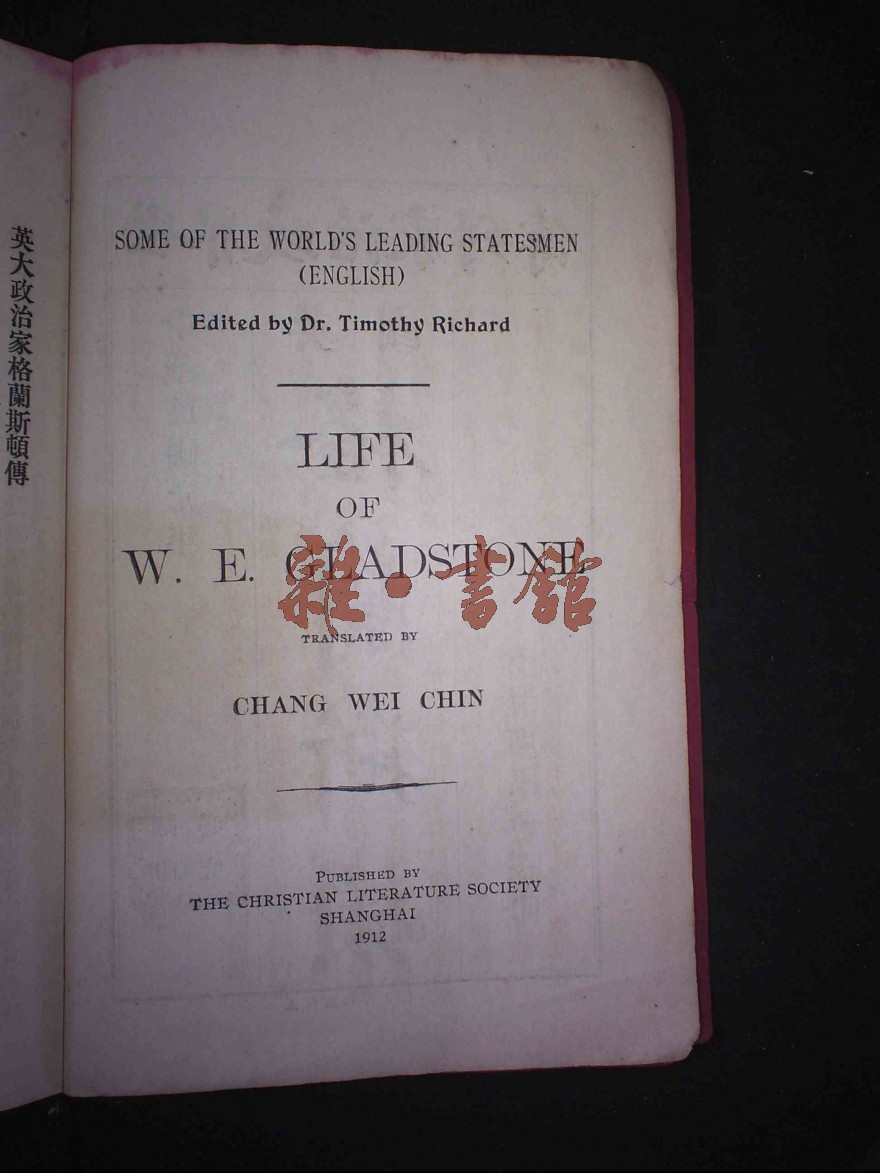 英大政治家格蘭斯頓傳
SOME OF THE WORLD'S LEADING STATESMEN
(ENGLISH)
Edited by Dr. Timothy Richard
LIFE
OF
W. E. GLADSTONE
雜·書館
TRANSLATED BY
CHANG WEI CHIN
PUBLISHED BY
THE CHRISTIAN LITERATURE SOCIETY
SHANGHAI
1912